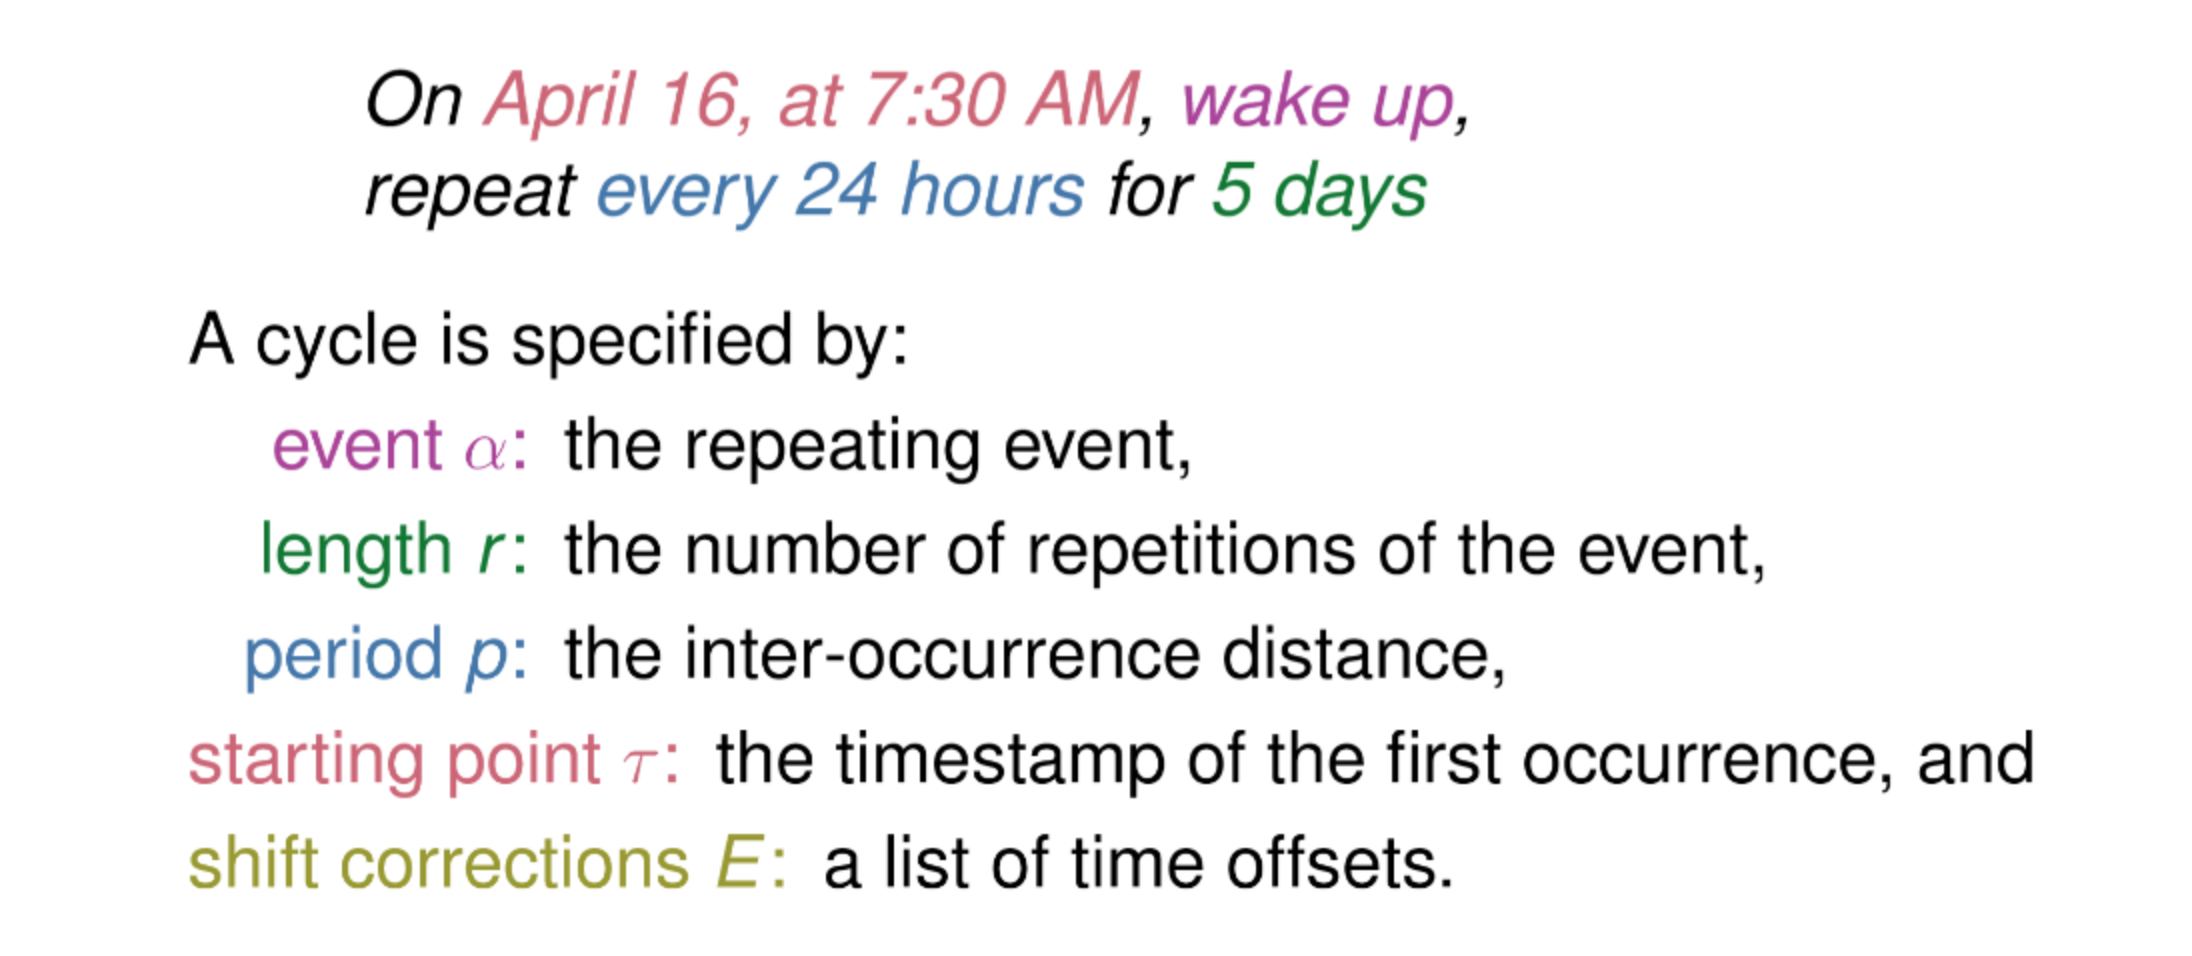 On April 16, at 7:30 AM, wake up,
repeat every 24 hours for 5 days
A cycle is specified by:
event α: the repeating event,
length r: the number of repetitions of the event,
period p: the inter-occurrence distance,
starting point τ: the timestamp of the first occurrence, and
shift corrections E: a list of time offsets.